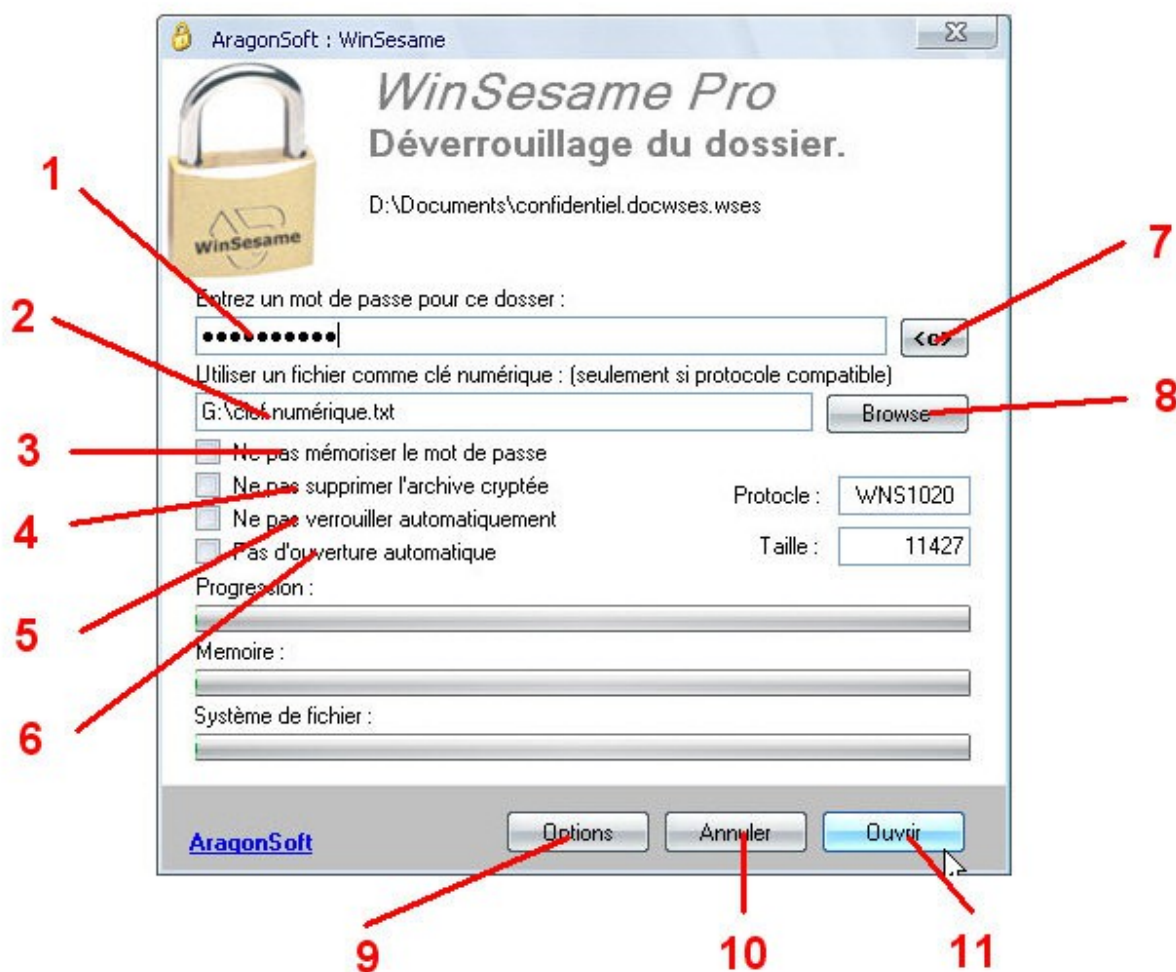 AragonSoft : WinSesame
WinSesame Pro
Déverrouillage du dossier.
D:\Documents\confidentiel.docwses.wses
WinSesame
1
7
Entrez un mot de passe pour ce dosser :
2
●●●●●●●●●●
<c>
Utiliser un fichier comme clé numérique : (seulement si protocole compatible)
G:\clef numérique.txt
Browse
8
3
Ne pas mémoriser le mot de passe
Ne pas supprimer l'archive cryptée
Protocle : WNS1020
4
Ne pas verrouiller automatiquement
Pas d'ouverture automatique
Taille : 11427
5
Progression :
Memoire :
6
Système de fichier :
AragonSoft
Options
Annuler
Ouvrir
9
10
11